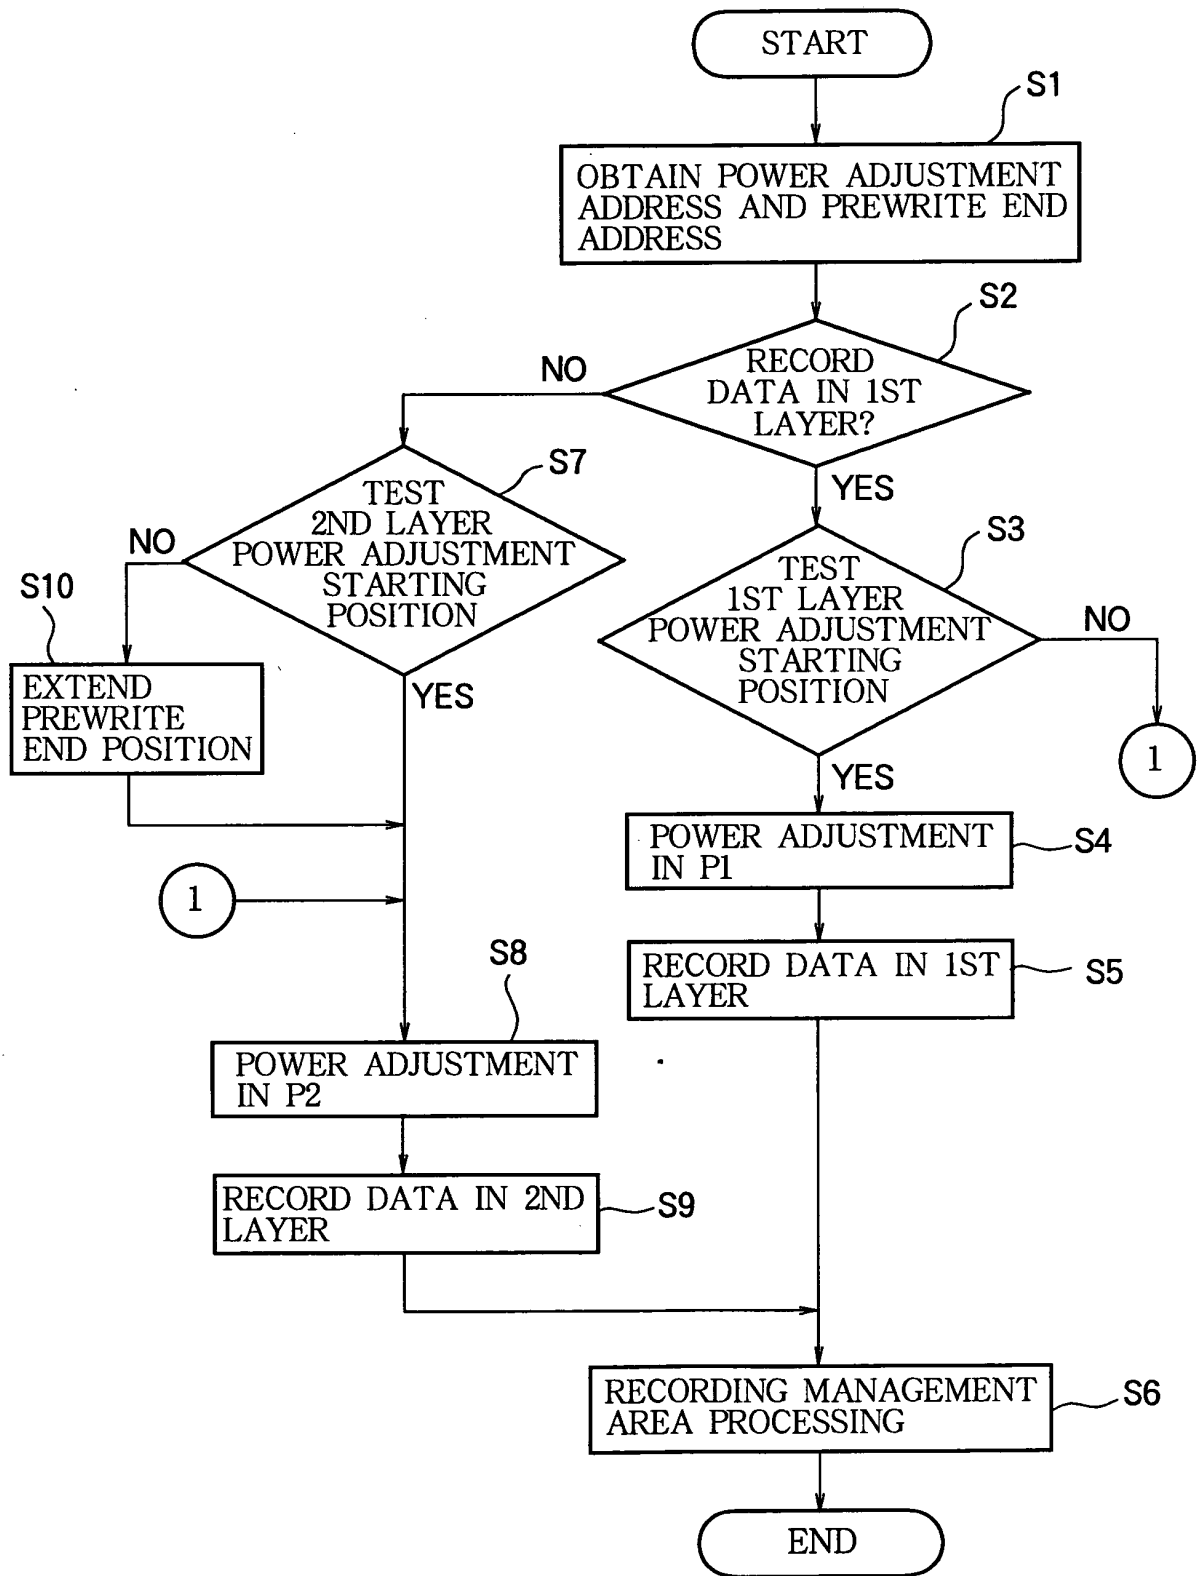 START
S1
OBTAIN POWER ADJUSTMENT
ADDRESS AND PREWRITE END
ADDRESS
S2
NO
RECORD
DATA IN 1ST
LAYER?
YES
S7
TEST
2ND LAYER
POWER ADJUSTMENT
STARTING
POSITION
NO
YES
S3
TEST
1ST LAYER
POWER ADJUSTMENT
STARTING
POSITION
NO
YES
1
S10
EXTEND
PREWRITE
END POSITION
1
POWER ADJUSTMENT
IN P1
S4
RECORD DATA IN 1ST
LAYER
S5
S8
POWER ADJUSTMENT
IN P2
RECORD DATA IN 2ND
LAYER
S9
RECORDING MANAGEMENT
AREA PROCESSING
S6
END